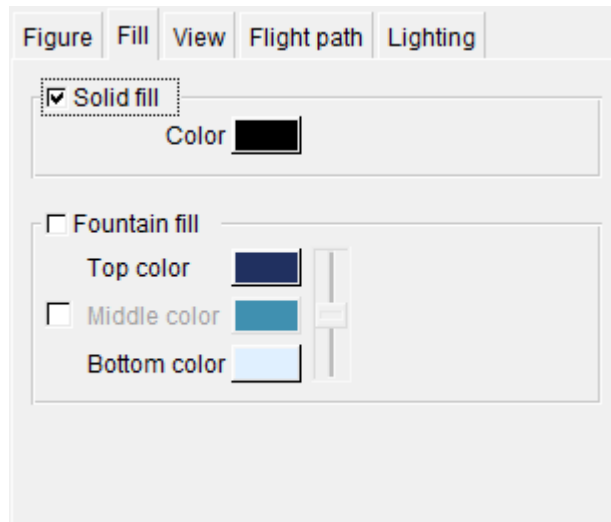 Figure Fill View Flight path Lighting
Solid fill
Color
Fountain fill
Top color
Middle color
Bottom color